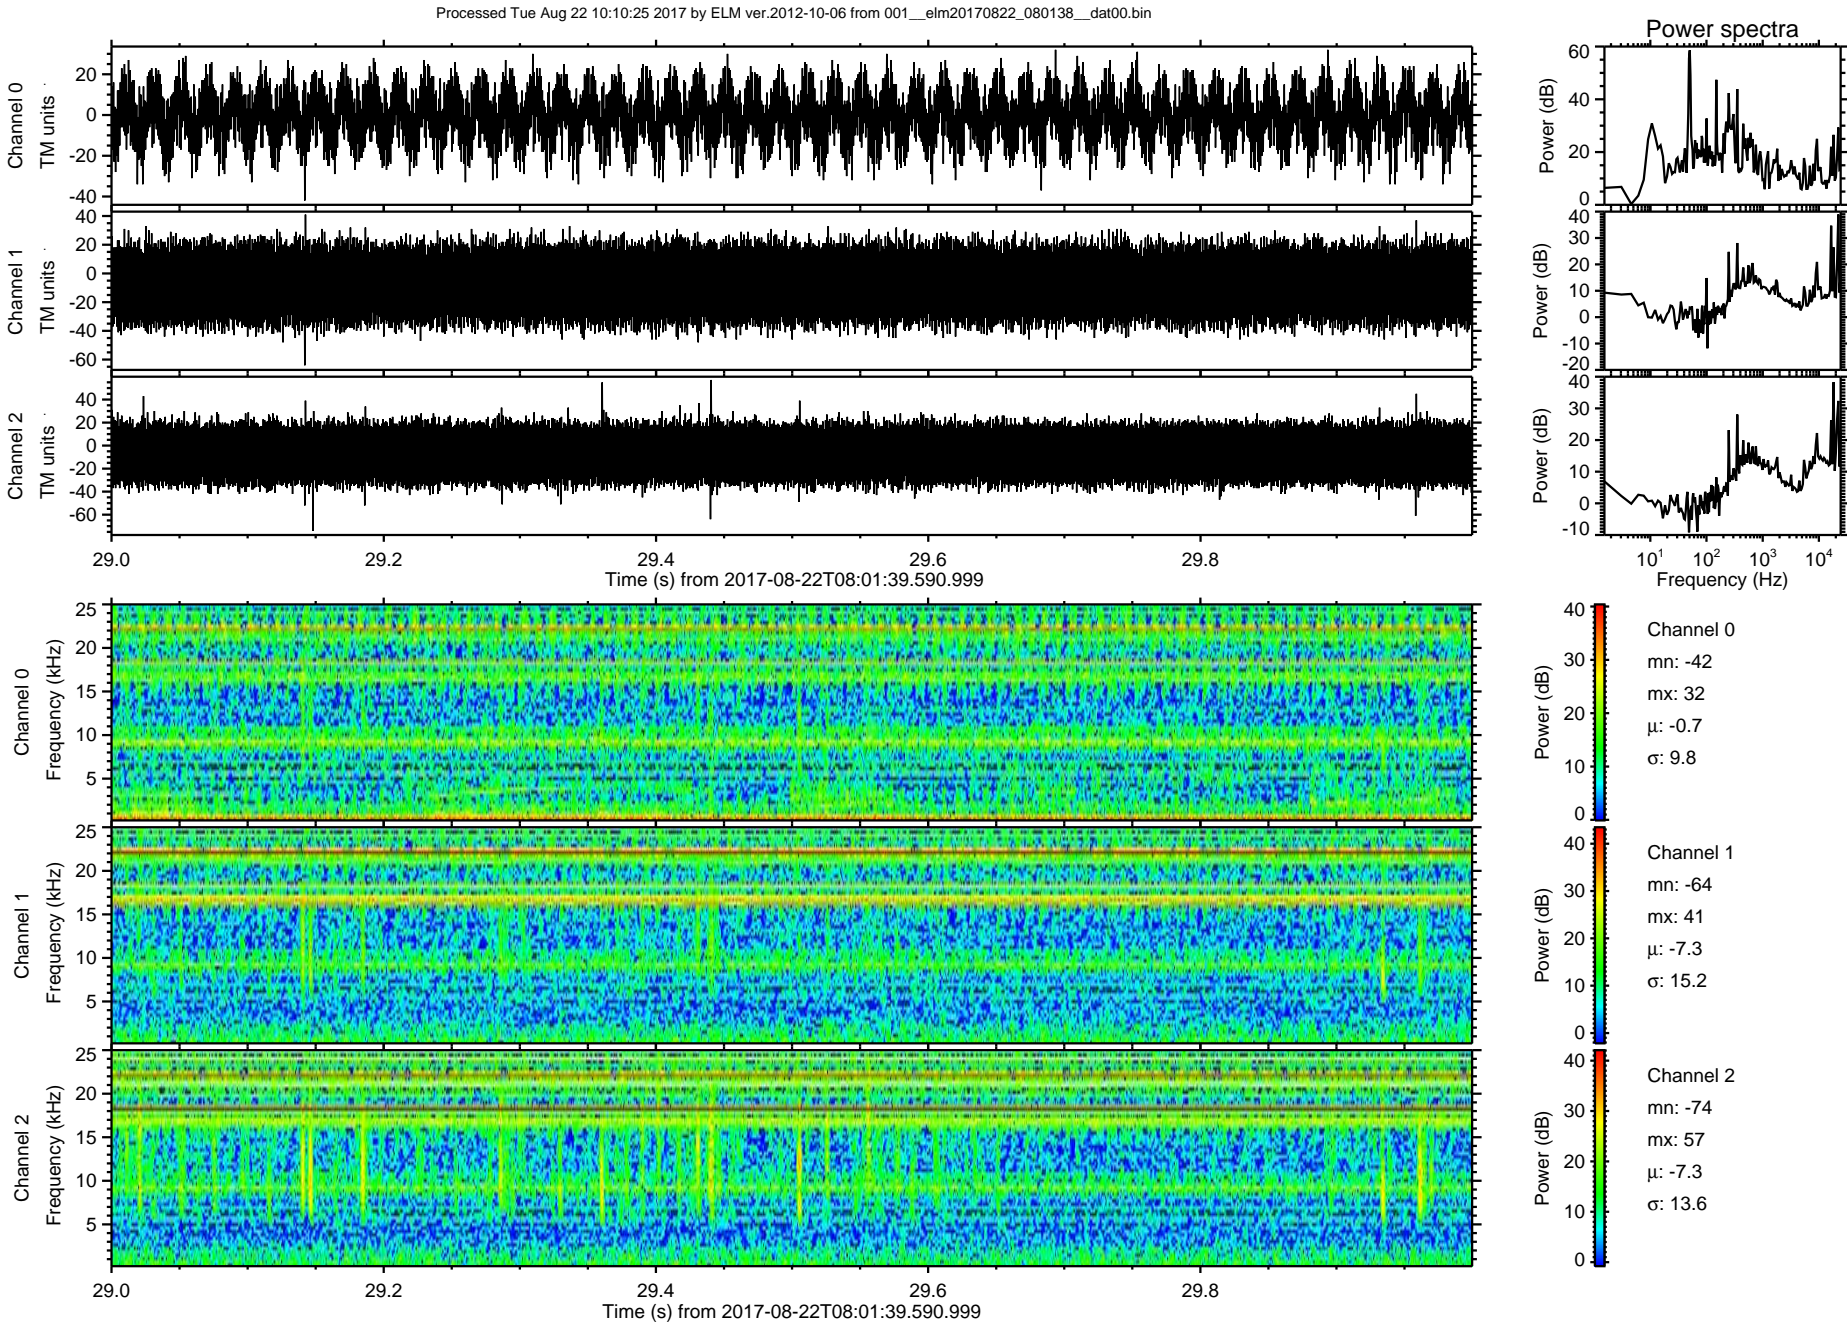 Processed Tue Aug 22 10:10:25 2017 by ELM ver.2012-10-06 from 001__elm20170822_080138__dat00.bin
Power spectra
Channel 0
TM units
20
0
-20
-40
Power (dB)
60
40
20
0
Channel 1
TM units
40
20
0
-20
-40
-60
Power (dB)
40
30
20
10
0
-10
-20
Channel 2
TM units
40
20
0
-20
-40
-60
Power (dB)
40
30
20
10
0
-10
29.0 29.2 29.4 29.6 29.8
Time (s) from 2017-08-22T08:01:39.590.999
10¹ 10² 10³ 10⁴
Frequency (Hz)
Channel 0
Frequency (kHz)
25
20
15
10
5
Power (dB)
40
30
20
10
0
Channel 0
mn: -42
mx: 32
μ: -0.7
σ: 9.8
Channel 1
Frequency (kHz)
25
20
15
10
5
Power (dB)
40
30
20
10
0
Channel 1
mn: -64
mx: 41
μ: -7.3
σ: 15.2
Channel 2
Frequency (kHz)
25
20
15
10
5
Power (dB)
40
30
20
10
0
Channel 2
mn: -74
mx: 57
μ: -7.3
σ: 13.6
29.0 29.2 29.4 29.6 29.8
Time (s) from 2017-08-22T08:01:39.590.999